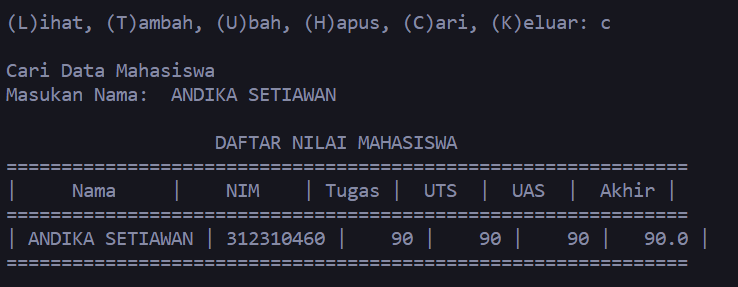 (L)ihat, (T)ambah, (U)bah, (H)apus, (C)ari, (K)eluar: c
Cari Data Mahasiswa
Masukan Nama:  ANDIKA SETIAWAN
DAFTAR NILAI MAHASISWA
==============================================================
|     Nama     |    NIM    | Tugas |  UTS  |  UAS  |  Akhir |
==============================================================
| ANDIKA SETIAWAN | 312310460 |    90 |    90 |    90 |   90.0 |
==============================================================